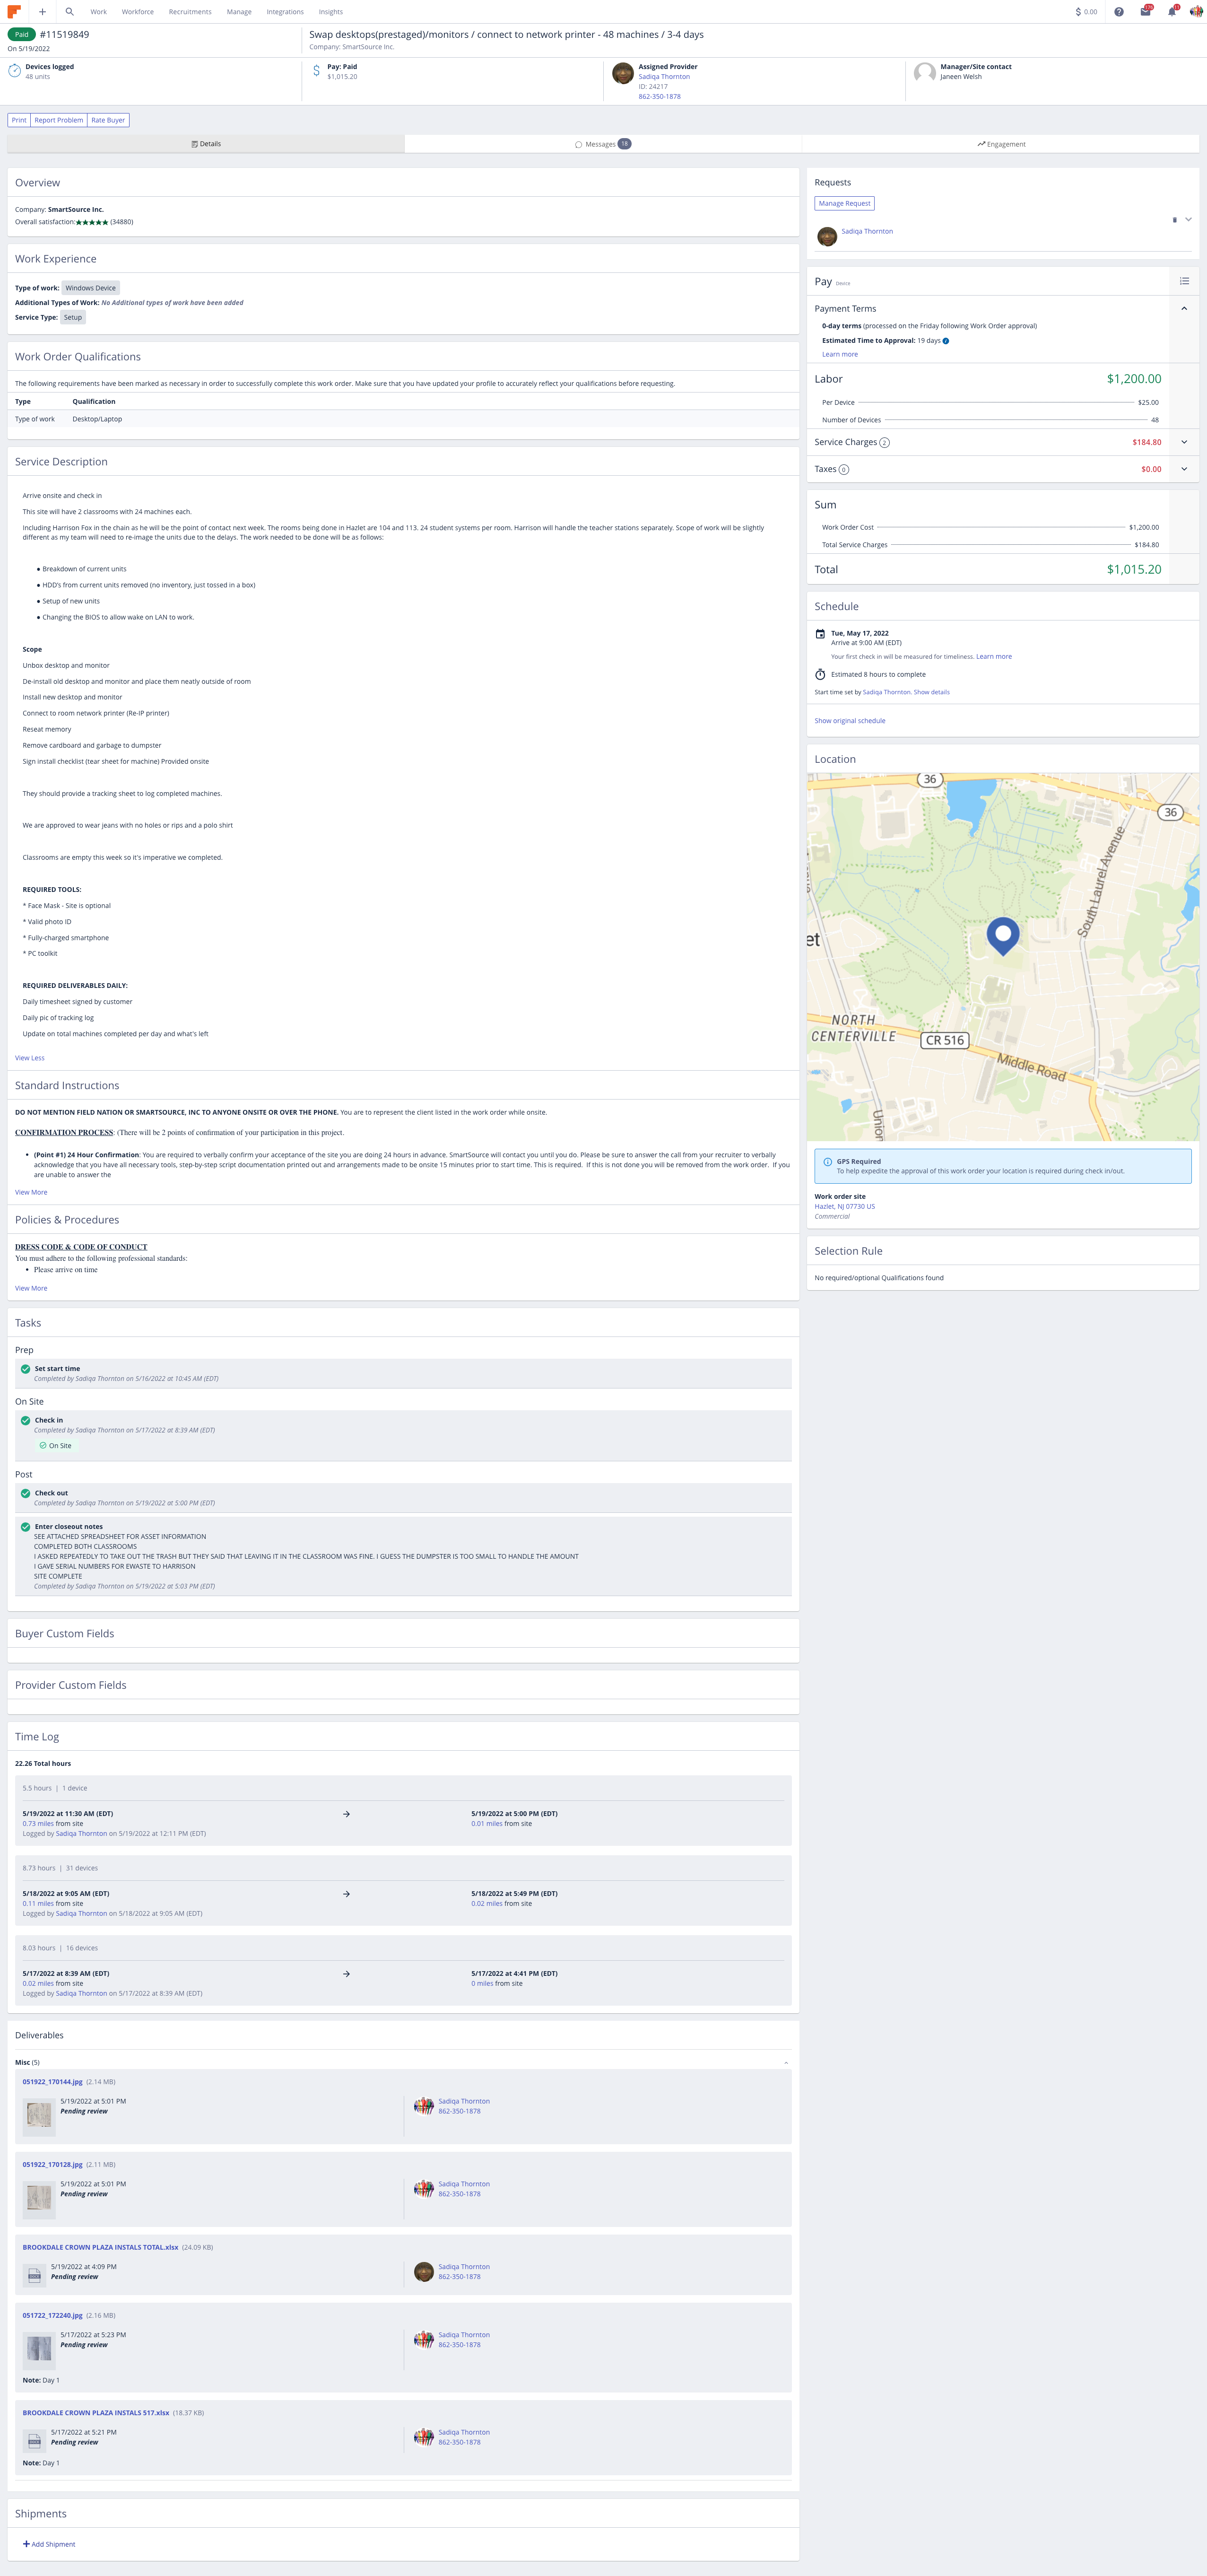 Work Workforce Recruitments Manage Integrations Insights
0.00
Paid #11519849
On 5/19/2022
Swap desktops(prestaged)/monitors / connect to network printer - 48 machines / 3-4 days
Company: SmartSource Inc.
Devices logged
48 units
Pay: Paid
$1,015.20
Assigned Provider
Sadiqa Thornton
ID: 24217
862-350-1878
Manager/Site contact
Janeen Welsh
Print Report Problem Rate Buyer
Details
Messages 18
Engagement
Overview
Company: SmartSource Inc.
Overall satisfaction:★★★★★ (34880)
Work Experience
Type of work: Windows Device
Additional Types of Work: No Additional types of work have been added
Service Type: Setup
Work Order Qualifications
The following requirements have been marked as necessary in order to successfully complete this work order. Make sure that you have updated your profile to accurately reflect your qualifications before requesting.
Type Qualification
Type of work Desktop/Laptop
Service Description
Arrive onsite and check in
This site will have 2 classrooms with 24 machines each.
Including Harrison Fox in the chain as he will be the point of contact next week. The rooms being done in Hazlet are 104 and 113. 24 student systems per room. Harrison will handle the teacher stations separately. Scope of work will be slightly
different as my team will need to re-image the units due to the delays. The work needed to be done will be as follows:
● Breakdown of current units
● HDD's from current units removed (no inventory, just tossed in a box)
● Setup of new units
● Changing the BIOS to allow wake on LAN to work.
Scope
Unbox desktop and monitor
De-install old desktop and monitor and place them neatly outside of room
Install new desktop and monitor
Connect to room network printer (Re-IP printer)
Reseat memory
Remove cardboard and garbage to dumpster
Sign install checklist (tear sheet for machine) Provided onsite
They should provide a tracking sheet to log completed machines.
We are approved to wear jeans with no holes or rips and a polo shirt
Classrooms are empty this week so it's imperative we completed.
REQUIRED TOOLS:
* Face Mask - Site is optional
* Valid photo ID
* Fully-charged smartphone
* PC toolkit
REQUIRED DELIVERABLES DAILY:
Daily timesheet signed by customer
Daily pic of tracking log
Update on total machines completed per day and what's left
View Less
Standard Instructions
DO NOT MENTION FIELD NATION OR SMARTSOURCE, INC TO ANYONE ONSITE OR OVER THE PHONE. You are to represent the client listed in the work order while onsite.
CONFIRMATION PROCESS: (There will be 2 points of confirmation of your participation in this project.
• (Point #1) 24 Hour Confirmation: You are required to verbally confirm your acceptance of the site you are doing 24 hours in advance. SmartSource will contact you until you do. Please be sure to answer the call from your recruiter to verbally
acknowledge that you have all necessary tools, step-by-step script documentation printed out and arrangements made to be onsite 15 minutes prior to start time. This is required. If this is not done you will be removed from the work order. If you
are unable to answer the
View More
Policies & Procedures
DRESS CODE & CODE OF CONDUCT
You must adhere to the following professional standards:
• Please arrive on time
View More
Tasks
Prep
Set start time
Completed by Sadiqa Thornton on 5/16/2022 at 10:45 AM (EDT)
On Site
Check in
Completed by Sadiqa Thornton on 5/17/2022 at 8:39 AM (EDT)
On Site
Post
Check out
Completed by Sadiqa Thornton on 5/19/2022 at 5:00 PM (EDT)
Enter closeout notes
SEE ATTACHED SPREADSHEET FOR ASSET INFORMATION
COMPLETED BOTH CLASSROOMS
I ASKED REPEATEDLY TO TAKE OUT THE TRASH BUT THEY SAID THAT LEAVING IT IN THE CLASSROOM WAS FINE. I GUESS THE DUMPSTER IS TOO SMALL TO HANDLE THE AMOUNT
I GAVE SERIAL NUMBERS FOR EWASTE TO HARRISON
SITE COMPLETE
Completed by Sadiqa Thornton on 5/19/2022 at 5:03 PM (EDT)
Buyer Custom Fields
Provider Custom Fields
Time Log
22.26 Total hours
5.5 hours | 1 device
5/19/2022 at 11:30 AM (EDT) 5/19/2022 at 5:00 PM (EDT)
0.73 miles from site 0.01 miles from site
Logged by Sadiqa Thornton on 5/19/2022 at 12:11 PM (EDT)
8.73 hours | 31 devices
5/18/2022 at 9:05 AM (EDT) 5/18/2022 at 5:49 PM (EDT)
0.11 miles from site 0.02 miles from site
Logged by Sadiqa Thornton on 5/18/2022 at 9:05 AM (EDT)
8.03 hours | 16 devices
5/17/2022 at 8:39 AM (EDT) 5/17/2022 at 4:41 PM (EDT)
0.02 miles from site 0 miles from site
Logged by Sadiqa Thornton on 5/17/2022 at 8:39 AM (EDT)
Deliverables
Misc (5)
051922_170144.jpg (2.14 MB)
5/19/2022 at 5:01 PM Sadiqa Thornton
Pending review 862-350-1878
051922_170128.jpg (2.11 MB)
5/19/2022 at 5:01 PM Sadiqa Thornton
Pending review 862-350-1878
BROOKDALE CROWN PLAZA INSTALS TOTAL.xlsx (24.09 KB)
5/19/2022 at 4:09 PM Sadiqa Thornton
Pending review 862-350-1878
051722_172240.jpg (2.16 MB)
5/17/2022 at 5:23 PM Sadiqa Thornton
Pending review 862-350-1878
Note: Day 1
BROOKDALE CROWN PLAZA INSTALS 517.xlsx (18.37 KB)
5/17/2022 at 5:21 PM Sadiqa Thornton
Pending review 862-350-1878
Note: Day 1
Shipments
Add Shipment
Requests
Manage Request
Sadiqa Thornton
Pay Device
Payment Terms
0-day terms (processed on the Friday following Work Order approval)
Estimated Time to Approval: 19 days
Learn more
Labor $1,200.00
Per Device $25.00
Number of Devices 48
Service Charges 2 $184.80
Taxes 0 $0.00
Sum
Work Order Cost $1,200.00
Total Service Charges $184.80
Total $1,015.20
Schedule
Tue, May 17, 2022
Arrive at 9:00 AM (EDT)
Your first check in will be measured for timeliness. Learn more
Estimated 8 hours to complete
Start time set by Sadiqa Thornton. Show details
Show original schedule
Location
36
36
South Laurel Avenue
et
NORTH
CENTERVILLE
CR 516
Middle Road
Union
GPS Required
To help expedite the approval of this work order your location is required during check in/out.
Work order site
Hazlet, NJ 07730 US
Commercial
Selection Rule
No required/optional Qualifications found